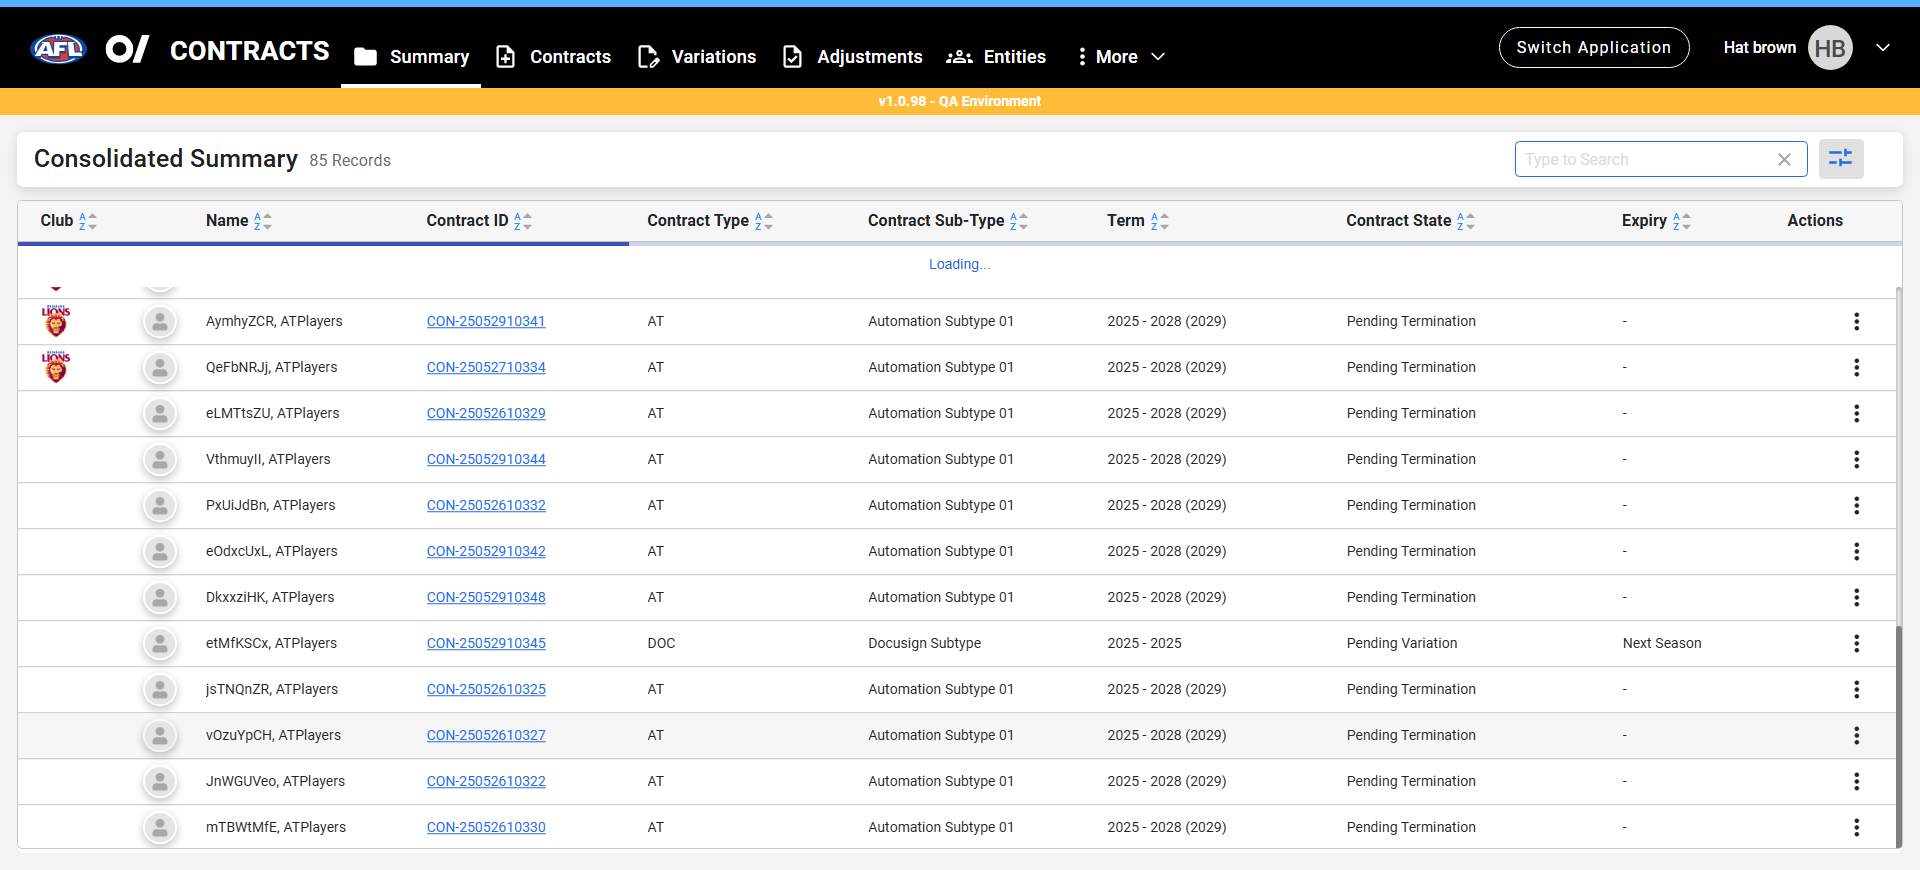 AFL CONTRACTS Summary Contracts Variations Adjustments Entities More Switch Application Hat brown HB
v1.0.98 - QA Environment
Consolidated Summary 85 Records Type to Search
Club Name Contract ID Contract Type Contract Sub-Type Term Contract State Expiry Actions
Loading...
LIONS AymhyZCR, ATPlayers CON-25052910341 AT Automation Subtype 01 2025 - 2028 (2029) Pending Termination -
LIONS QeFbNRJj, ATPlayers CON-25052710334 AT Automation Subtype 01 2025 - 2028 (2029) Pending Termination -
eLMTtsZU, ATPlayers CON-25052610329 AT Automation Subtype 01 2025 - 2028 (2029) Pending Termination -
VthmuyII, ATPlayers CON-25052910344 AT Automation Subtype 01 2025 - 2028 (2029) Pending Termination -
PxUiJdBn, ATPlayers CON-25052610332 AT Automation Subtype 01 2025 - 2028 (2029) Pending Termination -
eOdxcUxL, ATPlayers CON-25052910342 AT Automation Subtype 01 2025 - 2028 (2029) Pending Termination -
DkxxziHK, ATPlayers CON-25052910348 AT Automation Subtype 01 2025 - 2028 (2029) Pending Termination -
etMfKSCx, ATPlayers CON-25052910345 DOC Docusign Subtype 2025 - 2025 Pending Variation Next Season
jsTNQnZR, ATPlayers CON-25052610325 AT Automation Subtype 01 2025 - 2028 (2029) Pending Termination -
vOzuYpCH, ATPlayers CON-25052610327 AT Automation Subtype 01 2025 - 2028 (2029) Pending Termination -
JnWGUVeo, ATPlayers CON-25052610322 AT Automation Subtype 01 2025 - 2028 (2029) Pending Termination -
mTBWtMfE, ATPlayers CON-25052610330 AT Automation Subtype 01 2025 - 2028 (2029) Pending Termination -